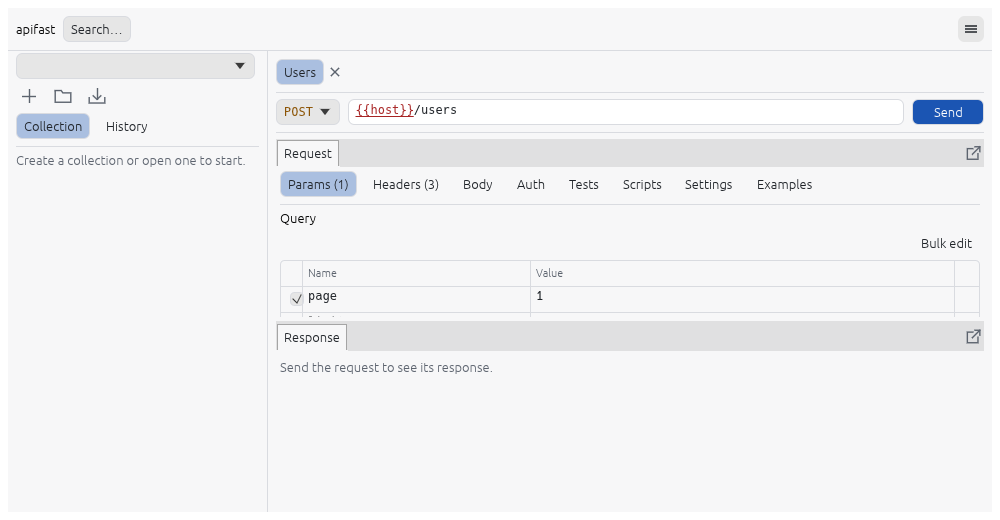 apifast
Search...
Collection
History
Create a collection or open one to start.
Users
POST
{{host}}/users
Send
Request
Params (1)
Headers (3)
Body
Auth
Tests
Scripts
Settings
Examples
Query
Bulk edit
Name
Value
page
1
Response
Send the request to see its response.